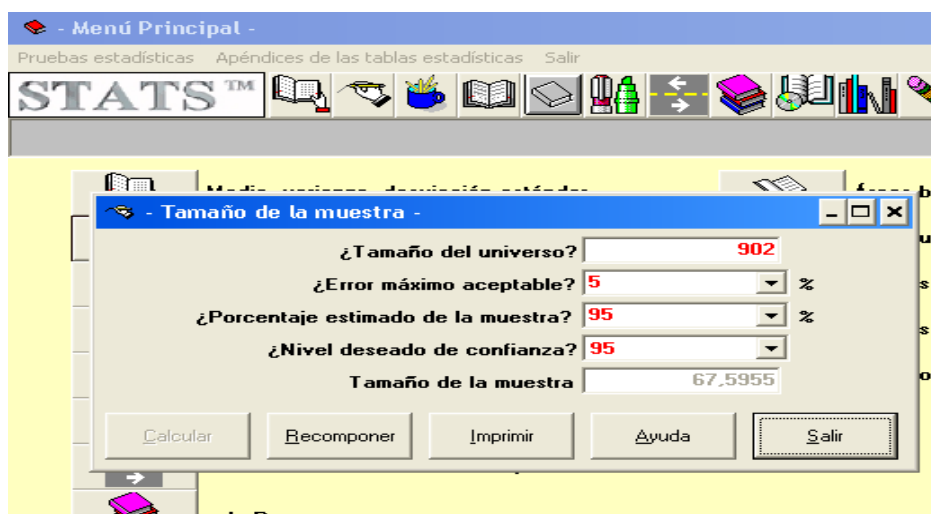 - Menú Principal -
Pruebas estadísticas Apéndices de las tablas estadísticas Salir
STATS™
- Tamaño de la muestra -
¿Tamaño del universo? 902
¿Error máximo aceptable? 5 %
¿Porcentaje estimado de la muestra? 95 %
¿Nivel deseado de confianza? 95
Tamaño de la muestra 67,5955
Calcular Recomponer Imprimir Ayuda Salir